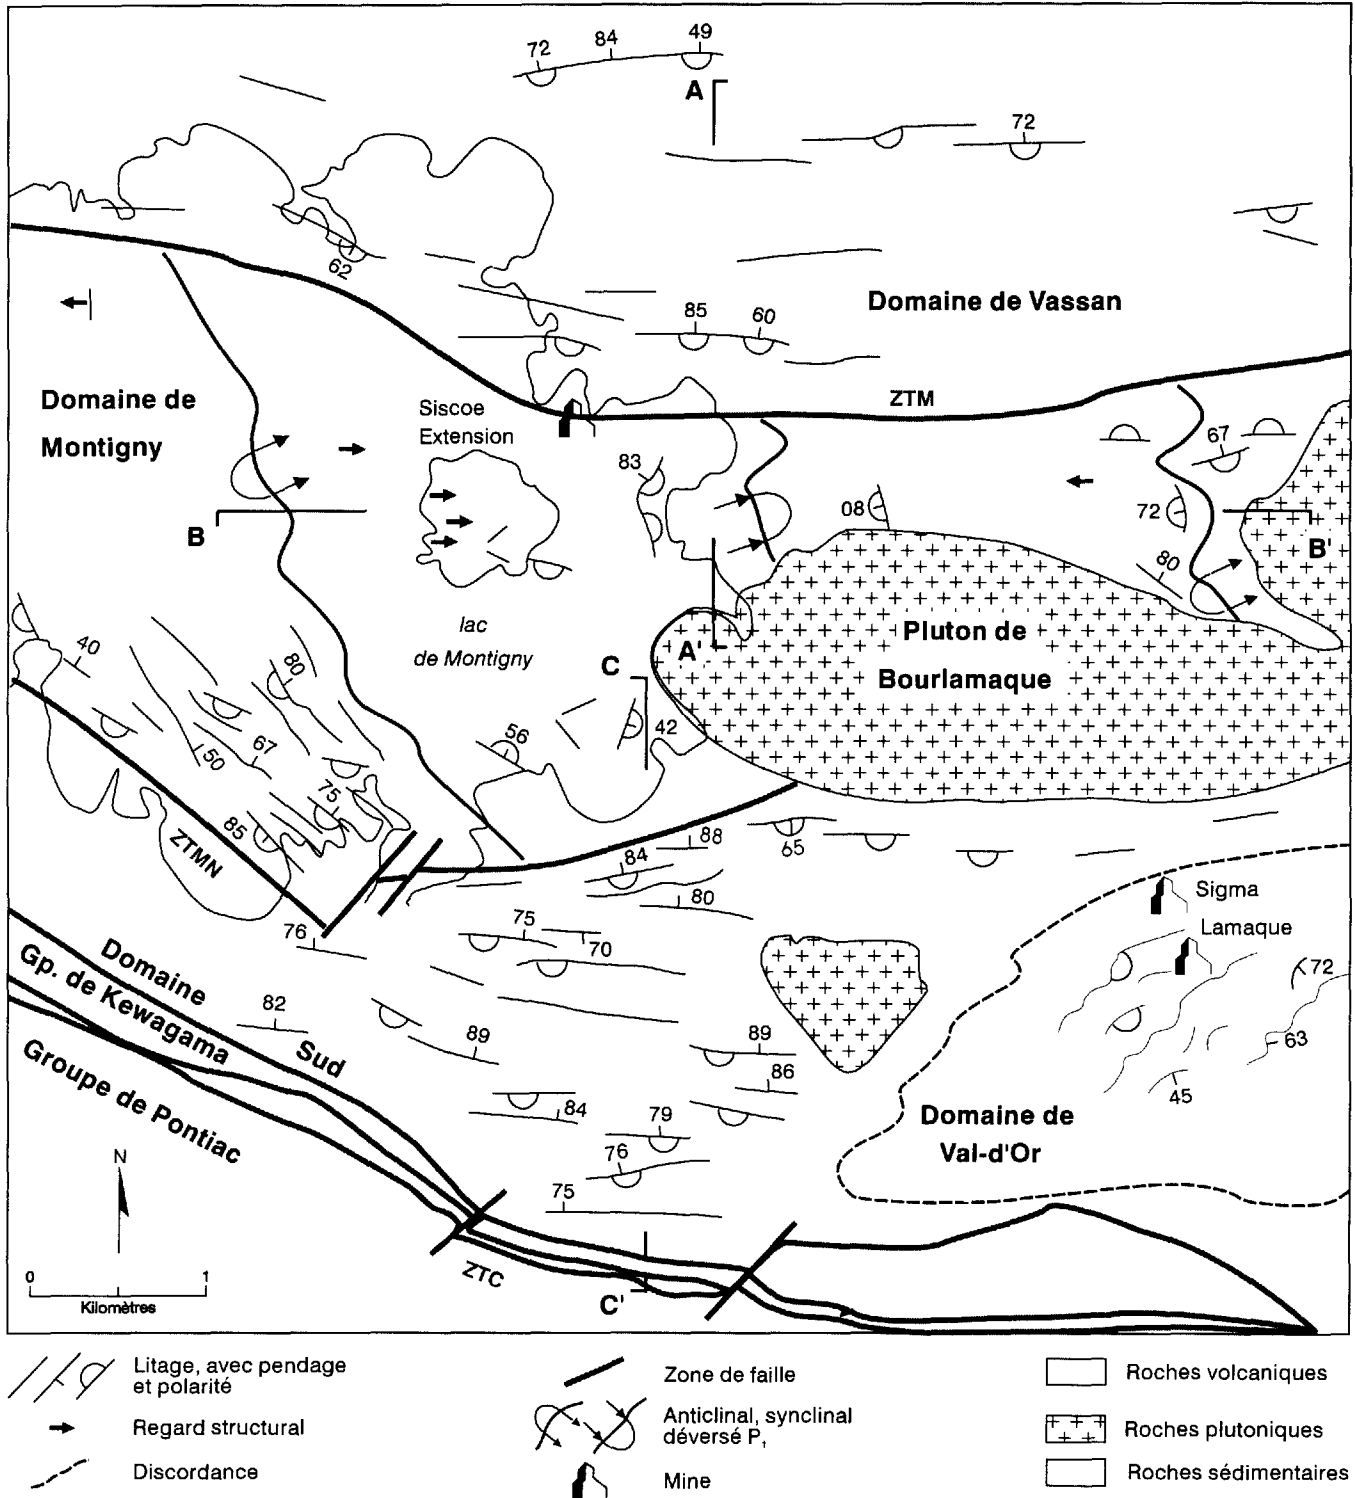 72
84
49
A
72
62
85
60
Domaine de Vassan
ZTM
Domaine de
Montigny
Siscoe
Extension
83
67
08
72
B
B'
80
lac
de Montigny
Pluton de
Bourlamaque
A'
C
40
80
50
67
56
42
75
85
ZTMN
88
65
84
80
Sigma
Lamaque
76
75
70
72
Domaine
Sud
Gp. de Kewagama
Groupe de Pontiac
82
89
89
86
63
45
84
79
76
75
Domaine de
Val-d'Or
N
0 1
Kilomètres
ZTC
C'
Litage, avec pendage
et polarité
Regard structural
Discordance
Zone de faille
Anticlinal, synclinal
déversé P₁
Mine
Roches volcaniques
Roches plutoniques
Roches sédimentaires